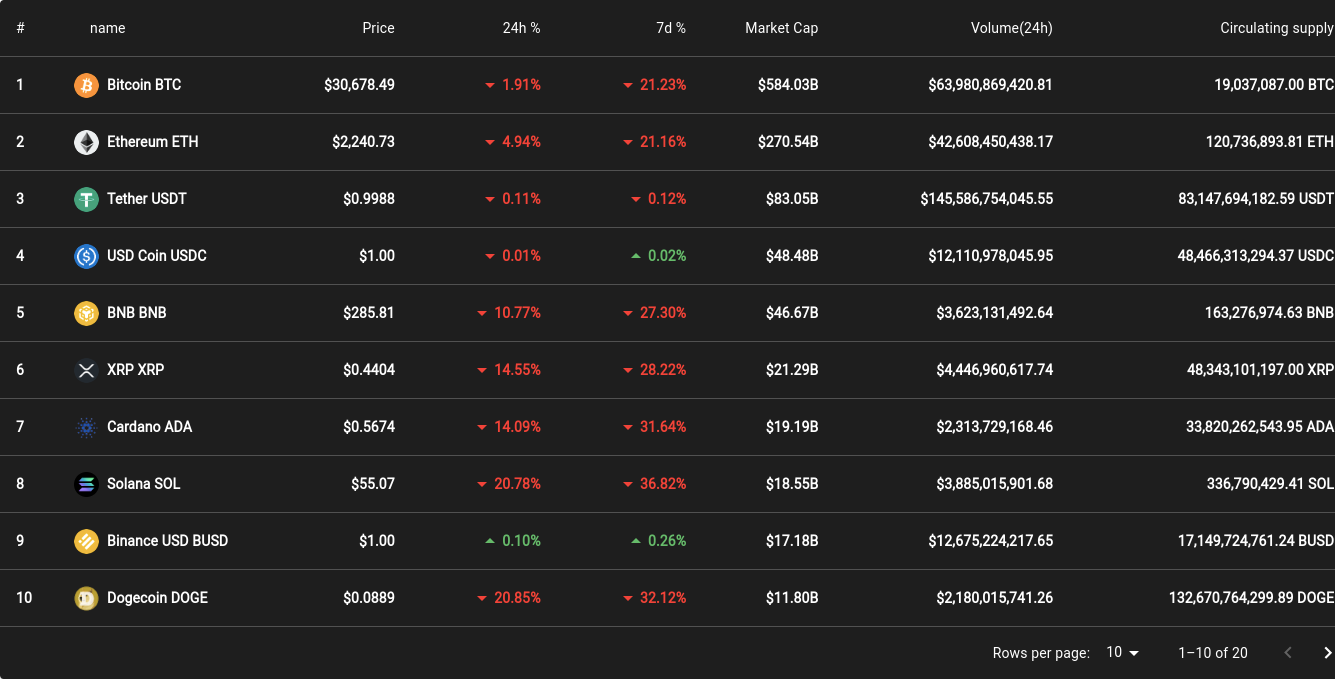 # name Price 24h % 7d % Market Cap Volume(24h) Circulating supply
1 Bitcoin BTC $30,678.49 1.91% 21.23% $584.03B $63,980,869,420.81 19,037,087.00 BTC
2 Ethereum ETH $2,240.73 4.94% 21.16% $270.54B $42,608,450,438.17 120,736,893.81 ETH
3 Tether USDT $0.9988 0.11% 0.12% $83.05B $145,586,754,045.55 83,147,694,182.59 USDT
4 USD Coin USDC $1.00 0.01% 0.02% $48.48B $12,110,978,045.95 48,466,313,294.37 USDC
5 BNB BNB $285.81 10.77% 27.30% $46.67B $3,623,131,492.64 163,276,974.63 BNB
6 XRP XRP $0.4404 14.55% 28.22% $21.29B $4,446,960,617.74 48,343,101,197.00 XRP
7 Cardano ADA $0.5674 14.09% 31.64% $19.19B $2,313,729,168.46 33,820,262,543.95 ADA
8 Solana SOL $55.07 20.78% 36.82% $18.55B $3,885,015,901.68 336,790,429.41 SOL
9 Binance USD BUSD $1.00 0.10% 0.26% $17.18B $12,675,224,217.65 17,149,724,761.24 BUSD
10 Dogecoin DOGE $0.0889 20.85% 32.12% $11.80B $2,180,015,741.26 132,670,764,299.89 DOGE
Rows per page: 10 1–10 of 20